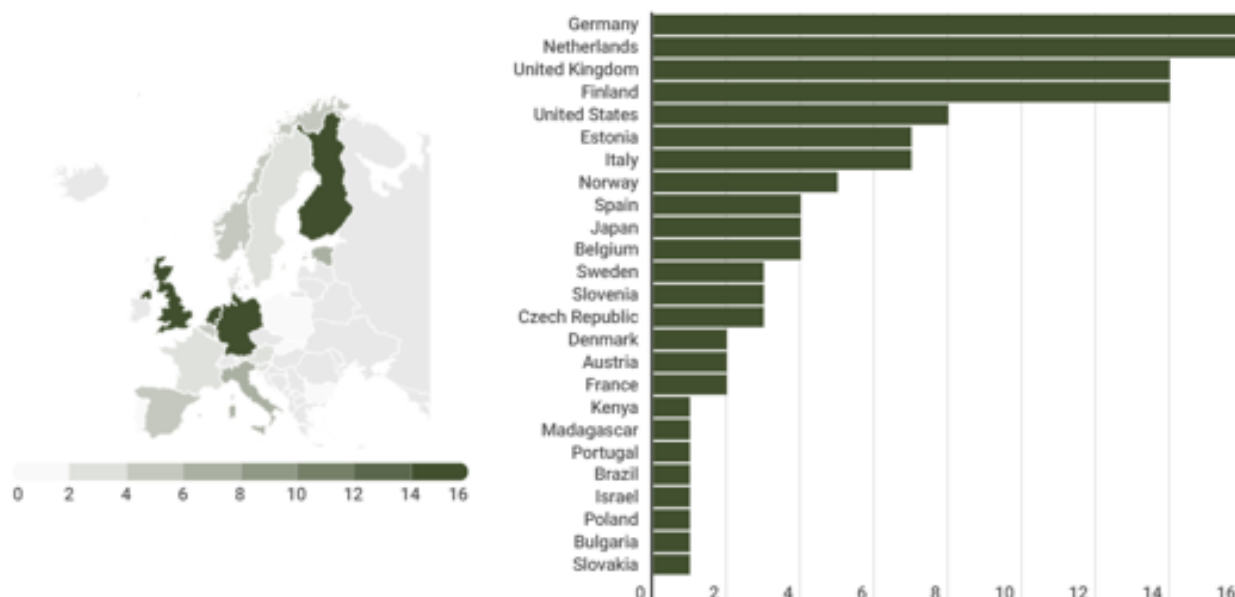 0 2 4 6 8 10 12 14 16
Germany
Netherlands
United Kingdom
Finland
United States
Estonia
Italy
Norway
Spain
Japan
Belgium
Sweden
Slovenia
Czech Republic
Denmark
Austria
France
Kenya
Madagascar
Portugal
Brazil
Israel
Poland
Bulgaria
Slovakia
0 2 4 6 8 10 12 14 16